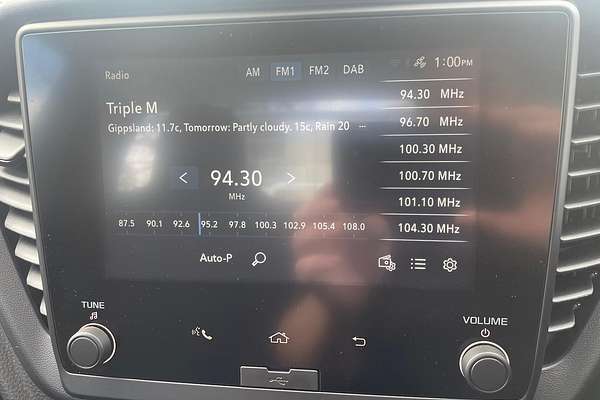 Radio AM FM1 FM2 DAB 1:00PM
Triple M
Gippsland: 11.7c, Tomorrow: Partly cloudy. 15c, Rain 20 ...
< 94.30 >
MHz
87.5 90.1 92.6 95.2 97.8 100.3 102.9 105.4 108.0
Auto-P
94.30 MHz
96.70 MHz
100.30 MHz
100.70 MHz
101.10 MHz
104.30 MHz
TUNE
VOLUME